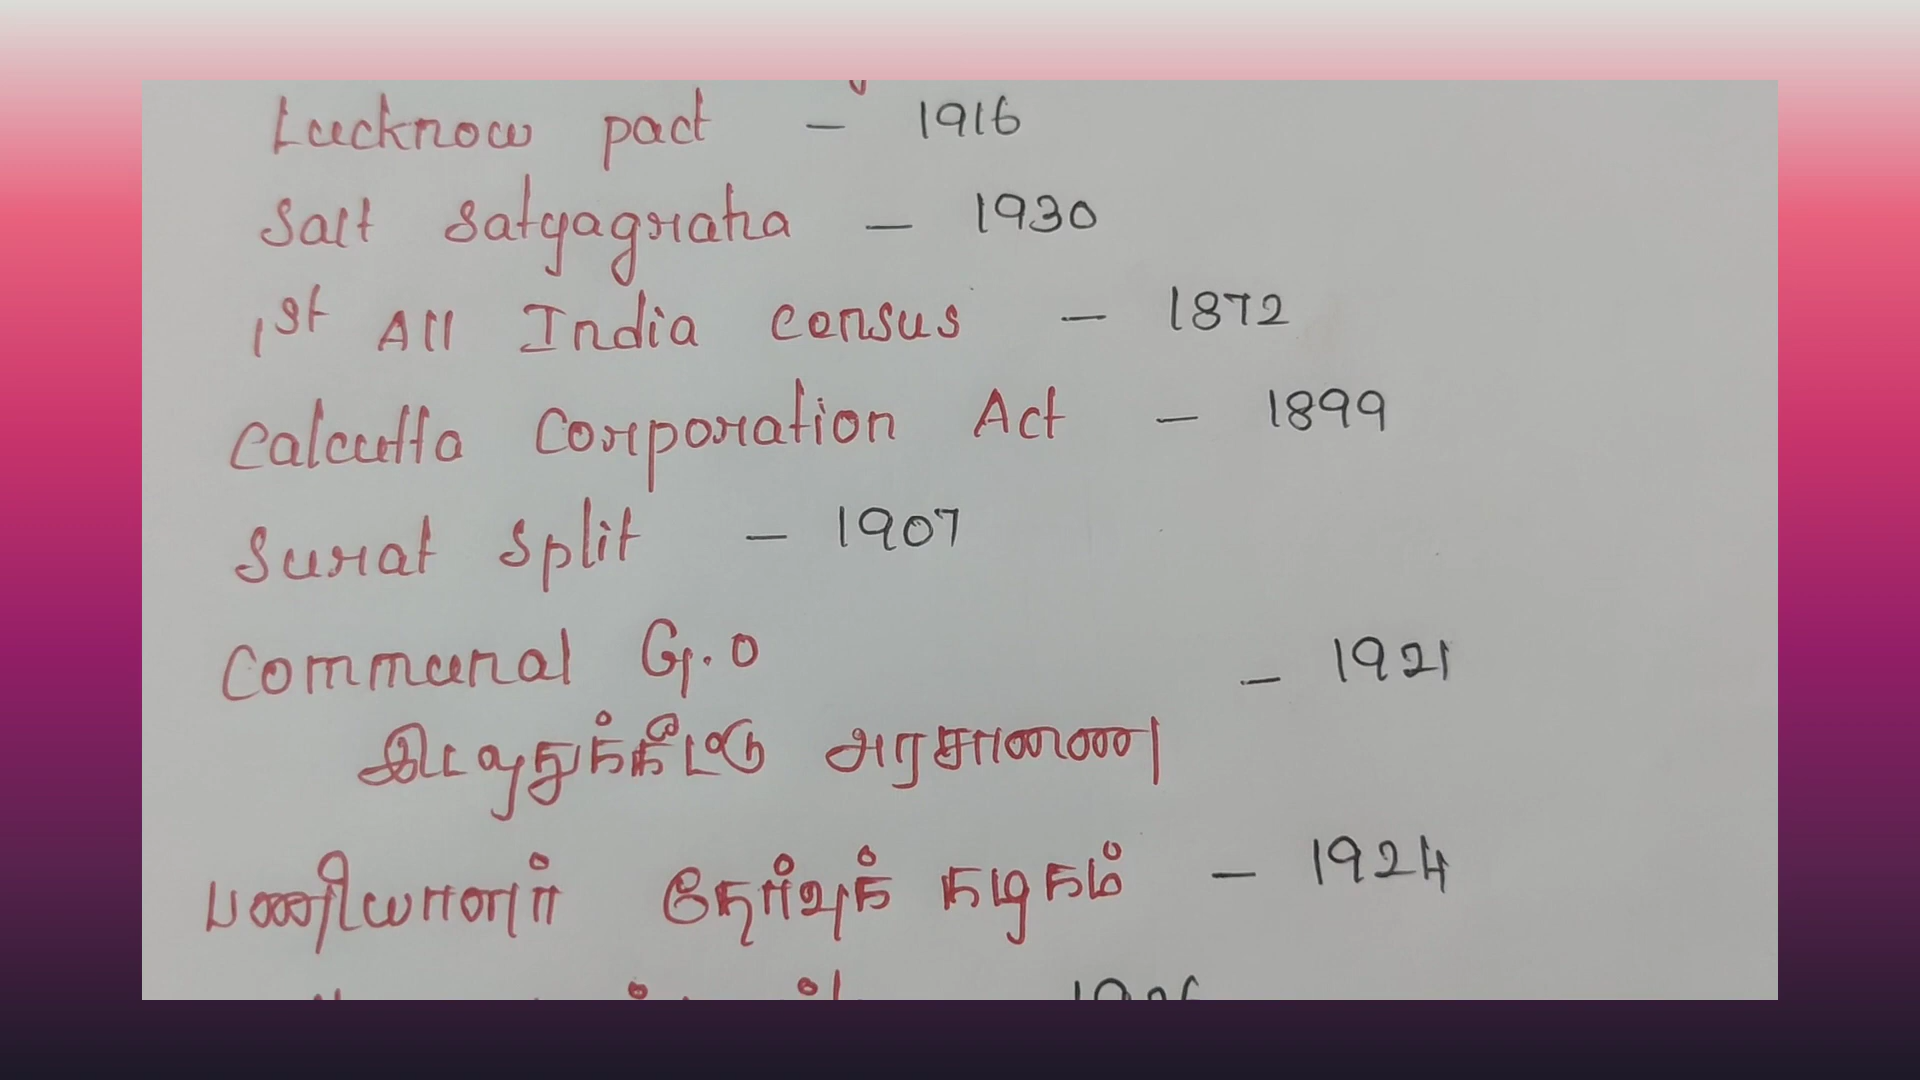 Lucknow pact - 1916
Salt Satyagraha - 1930
1st All India census - 1872
Calcutta Corporation Act - 1899
Surat Split - 1907
Communal G.O - 1921
இடஒதுக்கீட்டு அரசாணை
பணியாளர் தேர்வுக் கழகம் - 1924